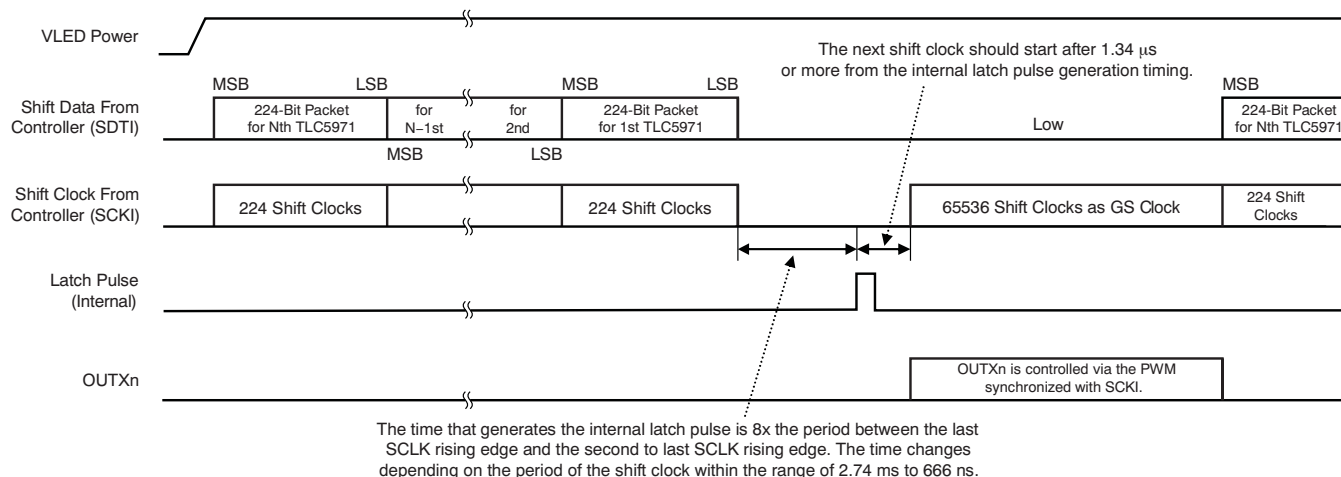 VLED Power
The next shift clock should start after 1.34 μs
or more from the internal latch pulse generation timing.
MSB LSB MSB LSB MSB
Shift Data From
Controller (SDTI)
224-Bit Packet
for Nth TLC5971
for
N−1st
for
2nd
224-Bit Packet
for 1st TLC5971
Low
224-Bit Packet
for Nth TLC5971
MSB LSB
Shift Clock From
Controller (SCKI)
224 Shift Clocks
224 Shift Clocks
65536 Shift Clocks as GS Clock
224 Shift
Clocks
Latch Pulse
(Internal)
OUTXn
OUTXn is controlled via the PWM
synchronized with SCKI.
The time that generates the internal latch pulse is 8x the period between the last
SCLK rising edge and the second to last SCLK rising edge. The time changes
depending on the period of the shift clock within the range of 2.74 ms to 666 ns.